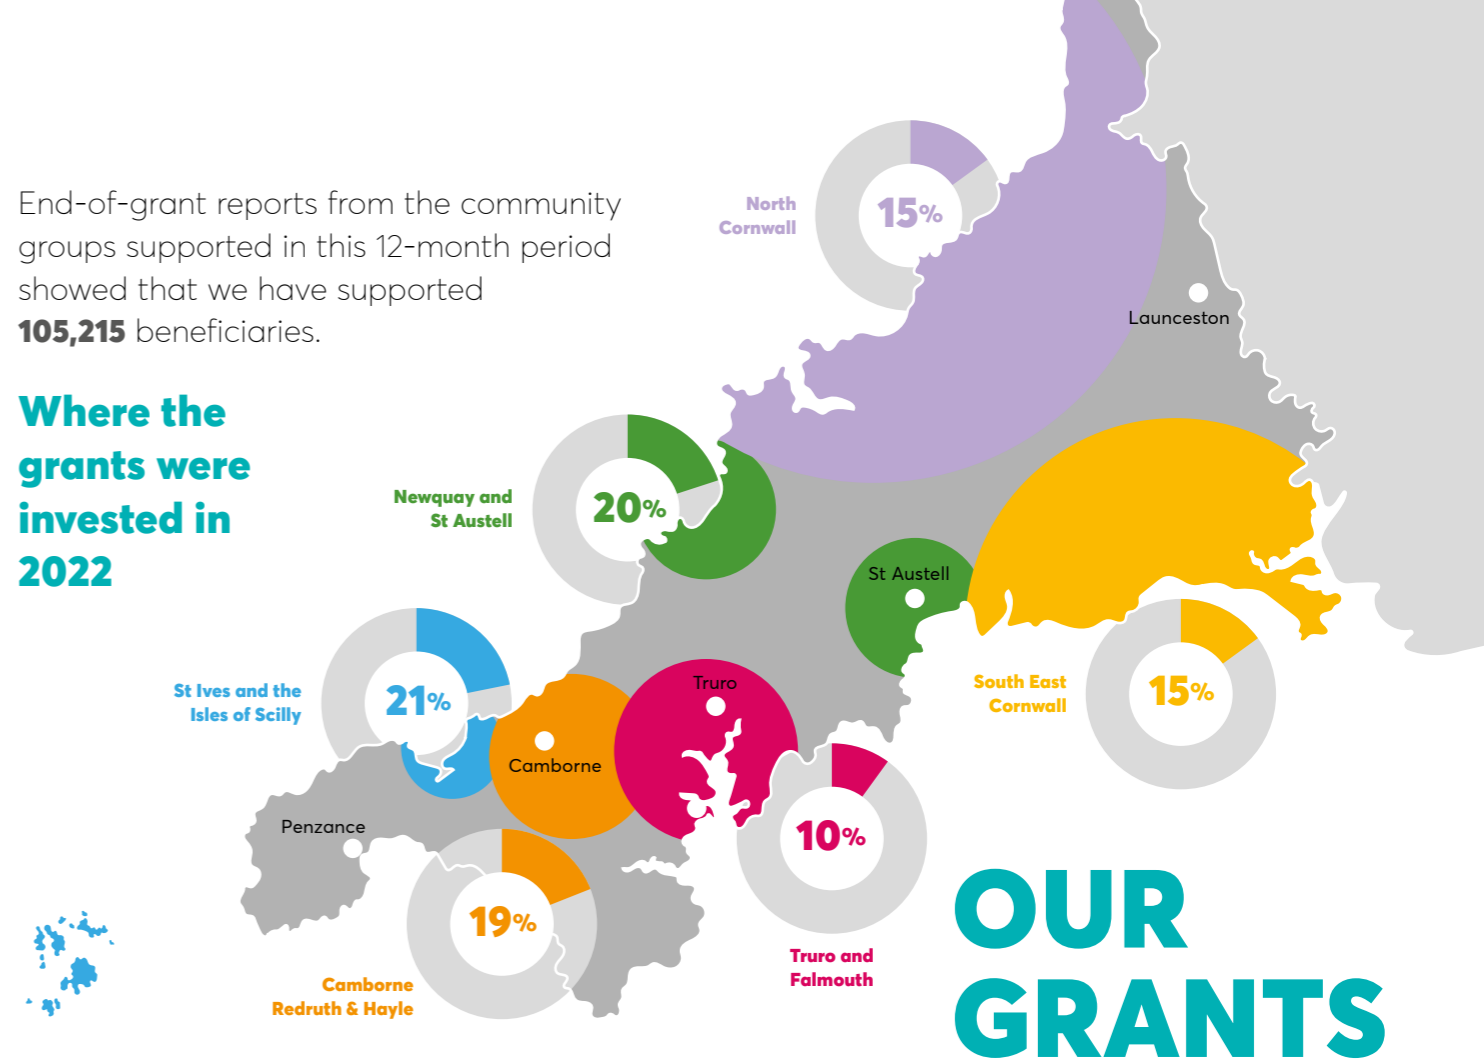 End-of-grant reports from the community
groups supported in this 12-month period
showed that we have supported
105,215 beneficiaries.
Where the
grants were
invested in
2022
North
Cornwall
15%
Launceston
Newquay and
St Austell
20%
St Austell
St Ives and the
Isles of Scilly
21%
South East
Cornwall
15%
Truro
Camborne
Penzance
10%
Truro and
Falmouth
19%
Camborne
Redruth & Hayle
OUR
GRANTS